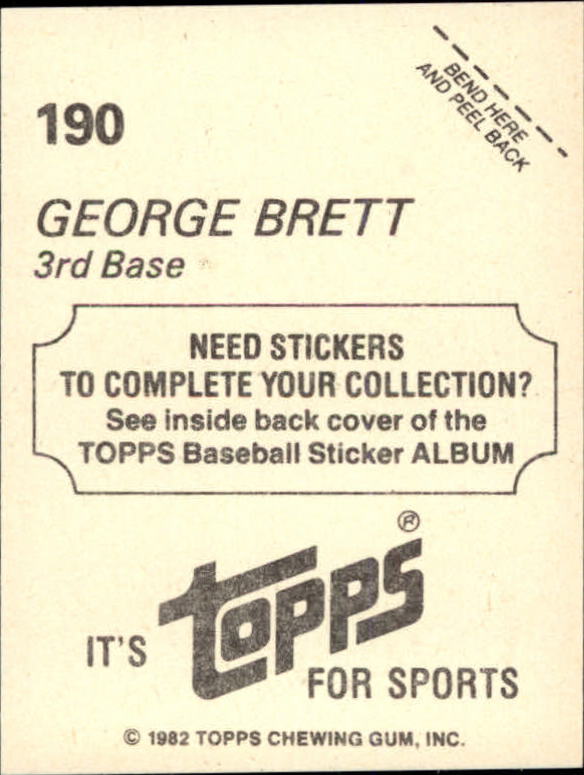 BEND HERE
AND PEEL BACK
190
GEORGE BRETT
3rd Base
NEED STICKERS
TO COMPLETE YOUR COLLECTION?
See inside back cover of the
TOPPS Baseball Sticker ALBUM
IT'S topps®
FOR SPORTS
© 1982 TOPPS CHEWING GUM, INC.